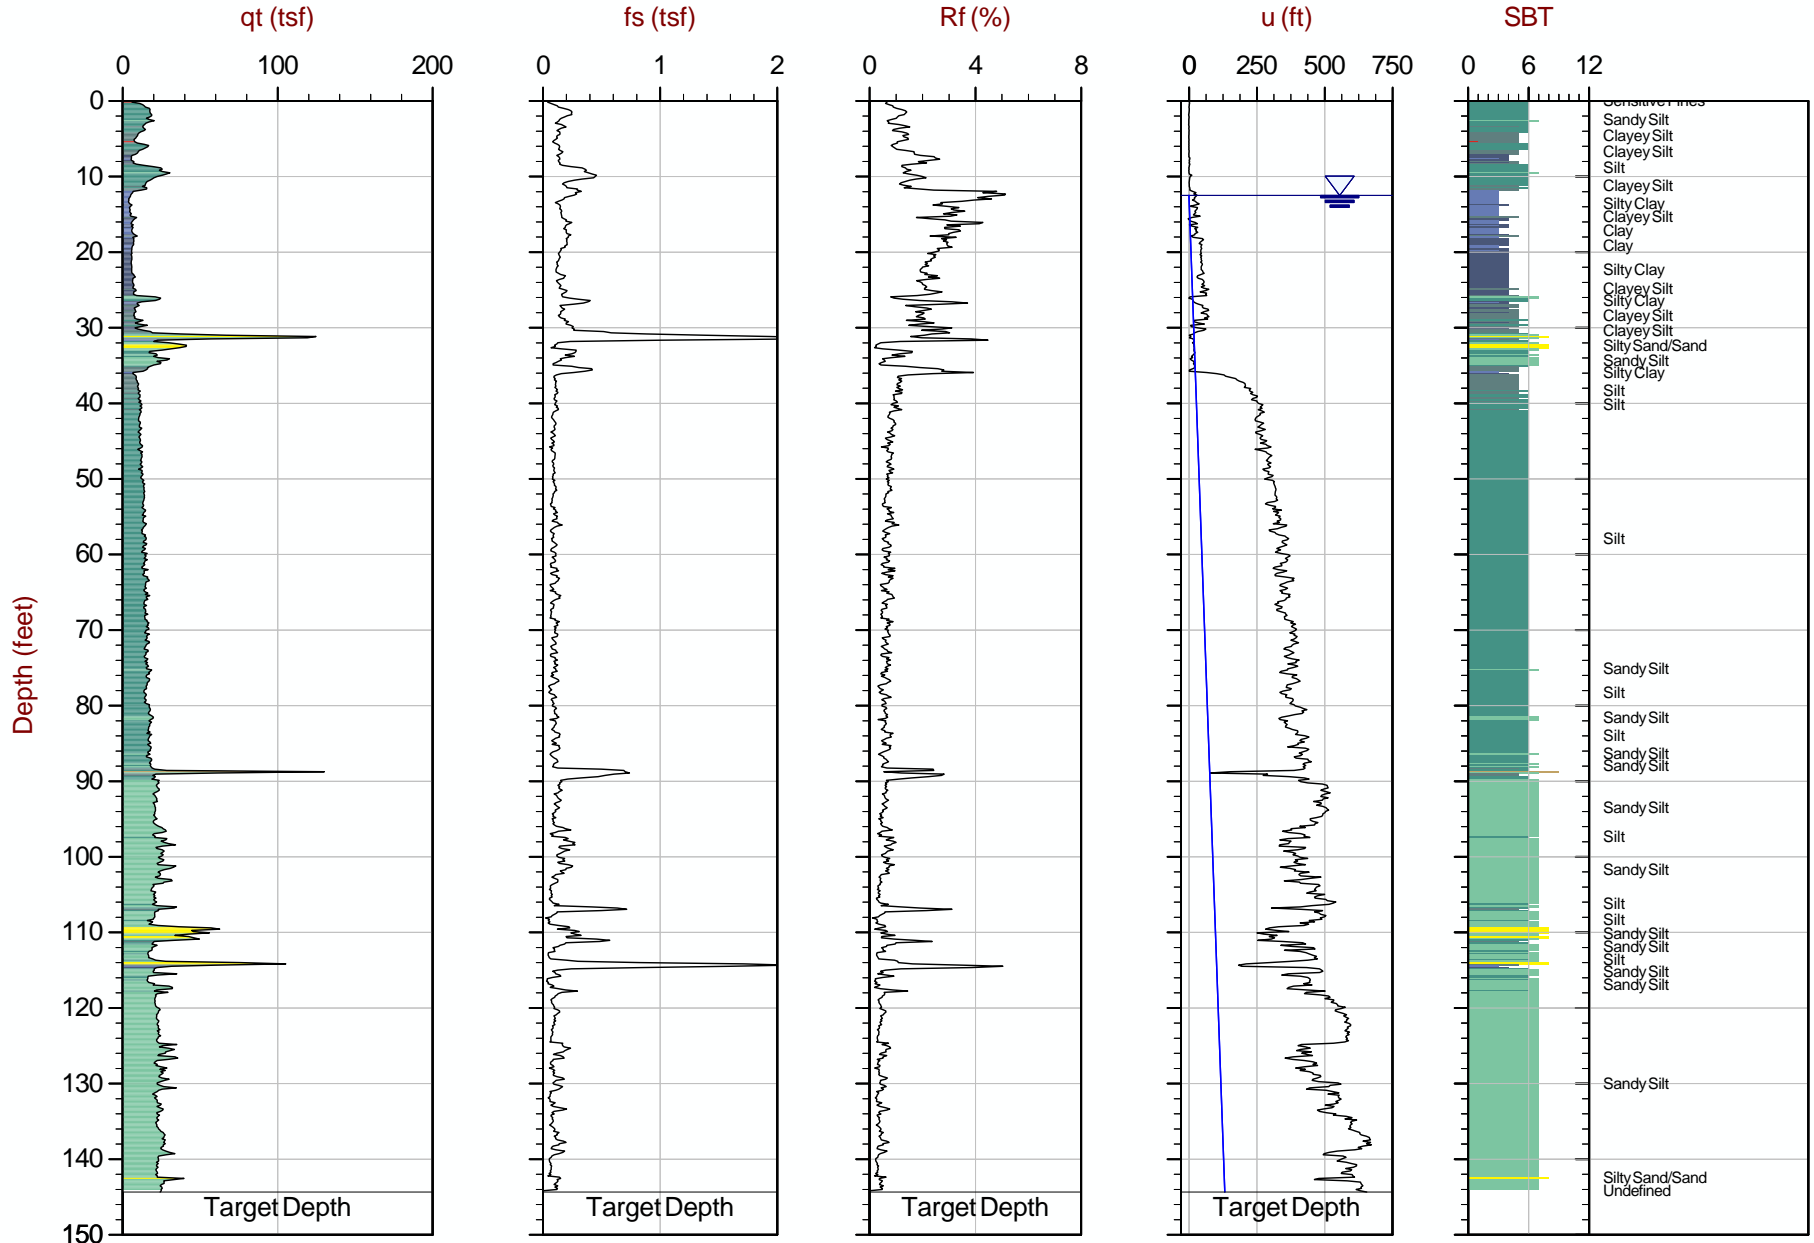 qt (tsf) fs (tsf) Rf (%) u (ft) SBT
0 100 200 0 1 2 0 4 8 0 250 500 750 0 6 12
Depth (feet)
0
10
20
30
40
50
60
70
80
90
100
110
120
130
140
150
Sensitive Fines
Sandy Silt
Clayey Silt
Clayey Silt
Silt
Clayey Silt
Silty Clay
Clayey Silt
Clay
Clay
Silty Clay
Clayey Silt
Silty Clay
Clayey Silt
Clayey Silt
Silty Sand/Sand
Sandy Silt
Silty Clay
Silt
Silt
Silt
Sandy Silt
Silt
Sandy Silt
Silt
Sandy Silt
Sandy Silt
Sandy Silt
Silt
Sandy Silt
Silt
Silt
Sandy Silt
Sandy Silt
Silt
Sandy Silt
Sandy Silt
Sandy Silt
Silty Sand/Sand
Undefined
Target Depth Target Depth Target Depth Target Depth